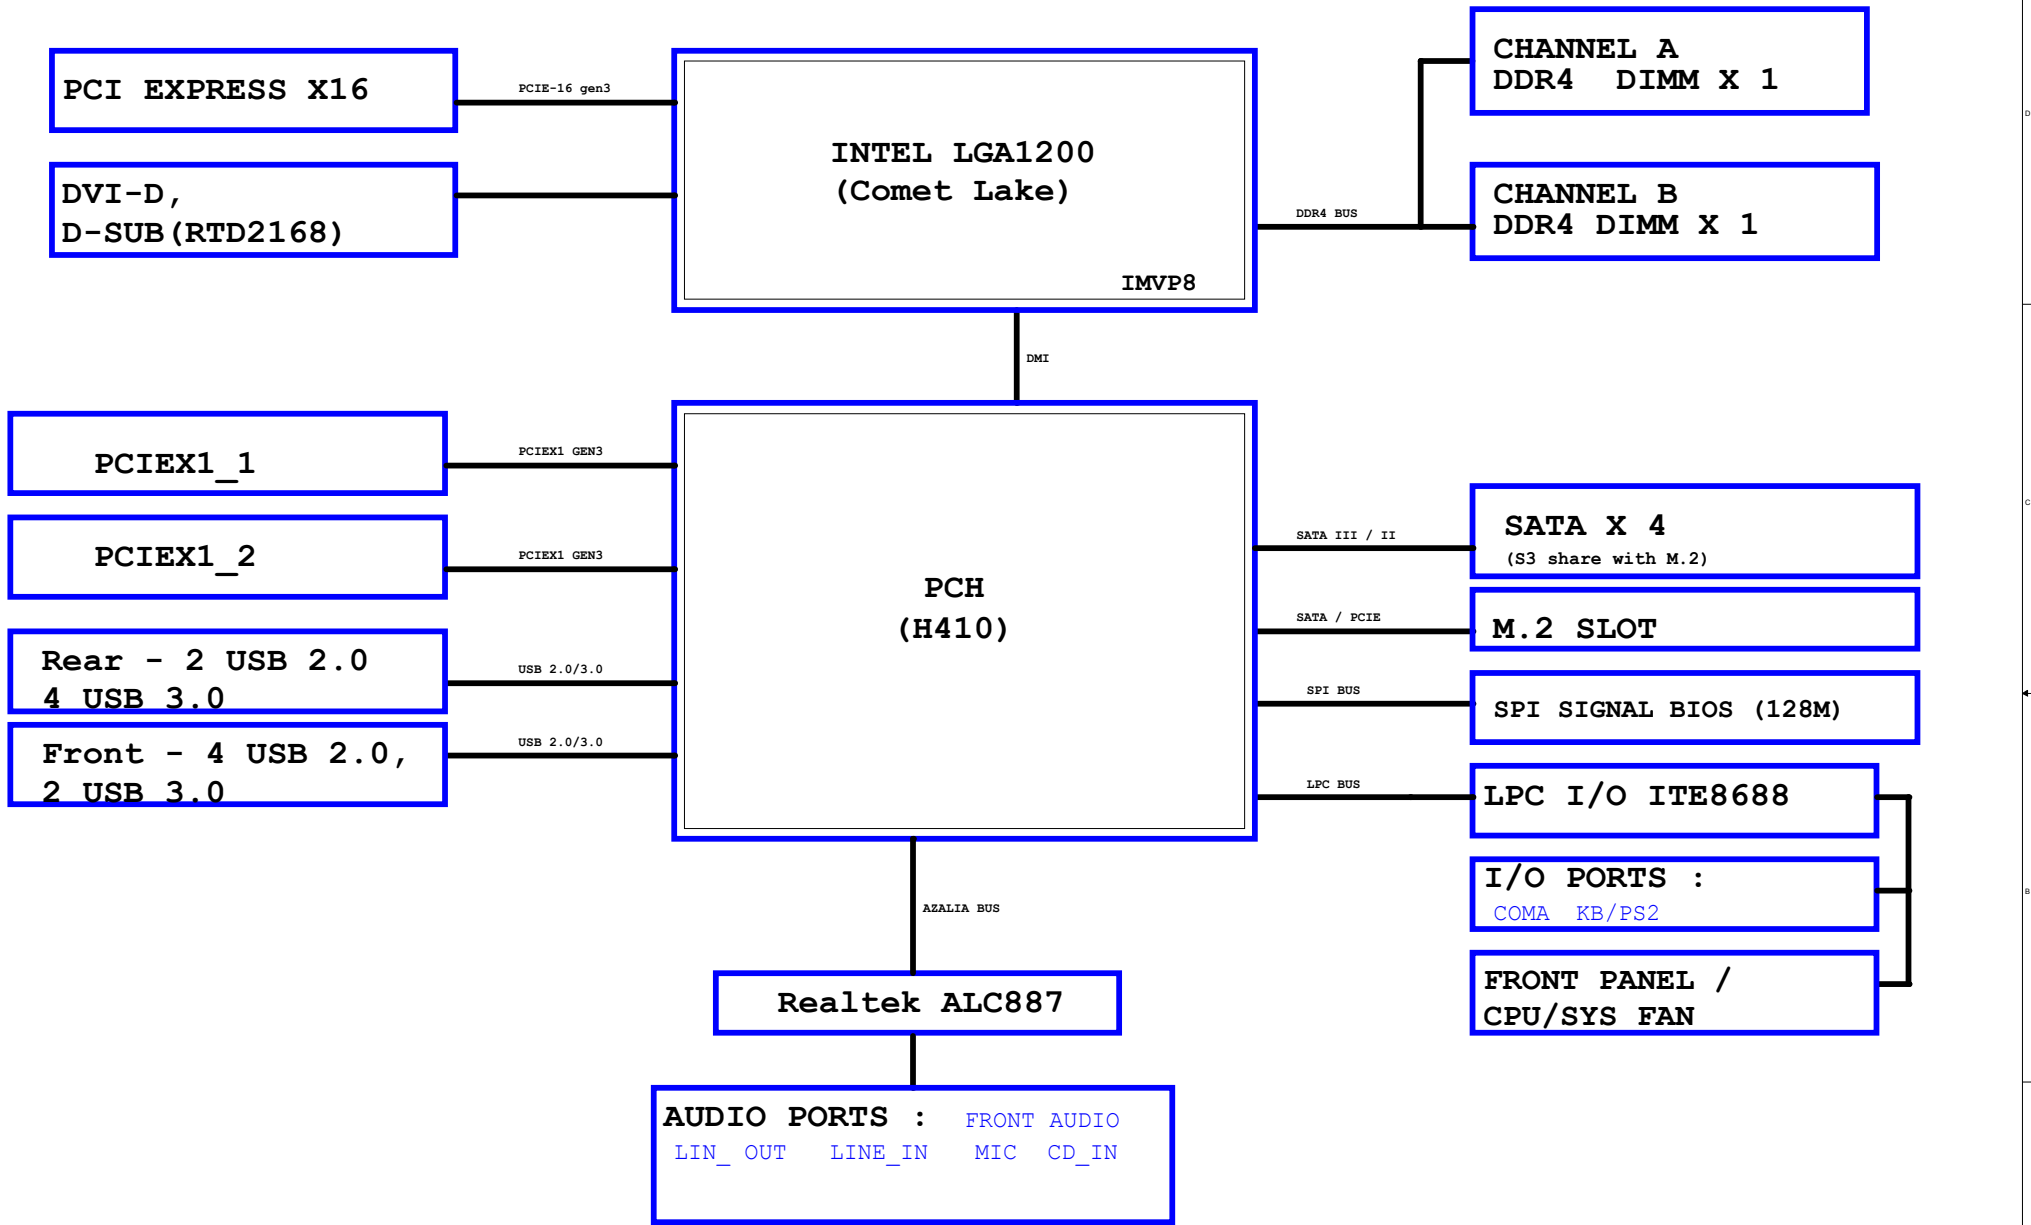 PCI EXPRESS X16
PCIE-16 gen3
DVI-D,
D-SUB(RTD2168)
INTEL LGA1200
(Comet Lake)
IMVP8
DDR4 BUS
CHANNEL A
DDR4  DIMM X 1
CHANNEL B
DDR4 DIMM X 1
D
DMI
PCIEX1_1
PCIEX1 GEN3
PCIEX1_2
PCIEX1 GEN3
Rear - 2 USB 2.0
4 USB 3.0
USB 2.0/3.0
Front - 4 USB 2.0,
2 USB 3.0
USB 2.0/3.0
PCH
(H410)
SATA III / II
SATA X 4
(S3 share with M.2)
C
SATA / PCIE
M.2 SLOT
SPI BUS
SPI SIGNAL BIOS (128M)
LPC BUS
LPC I/O ITE8688
I/O PORTS :
COMA  KB/PS2
B
FRONT PANEL /
CPU/SYS FAN
AZALIA BUS
Realtek ALC887
AUDIO PORTS :  FRONT AUDIO
LIN_ OUT  LINE_IN  MIC  CD_IN